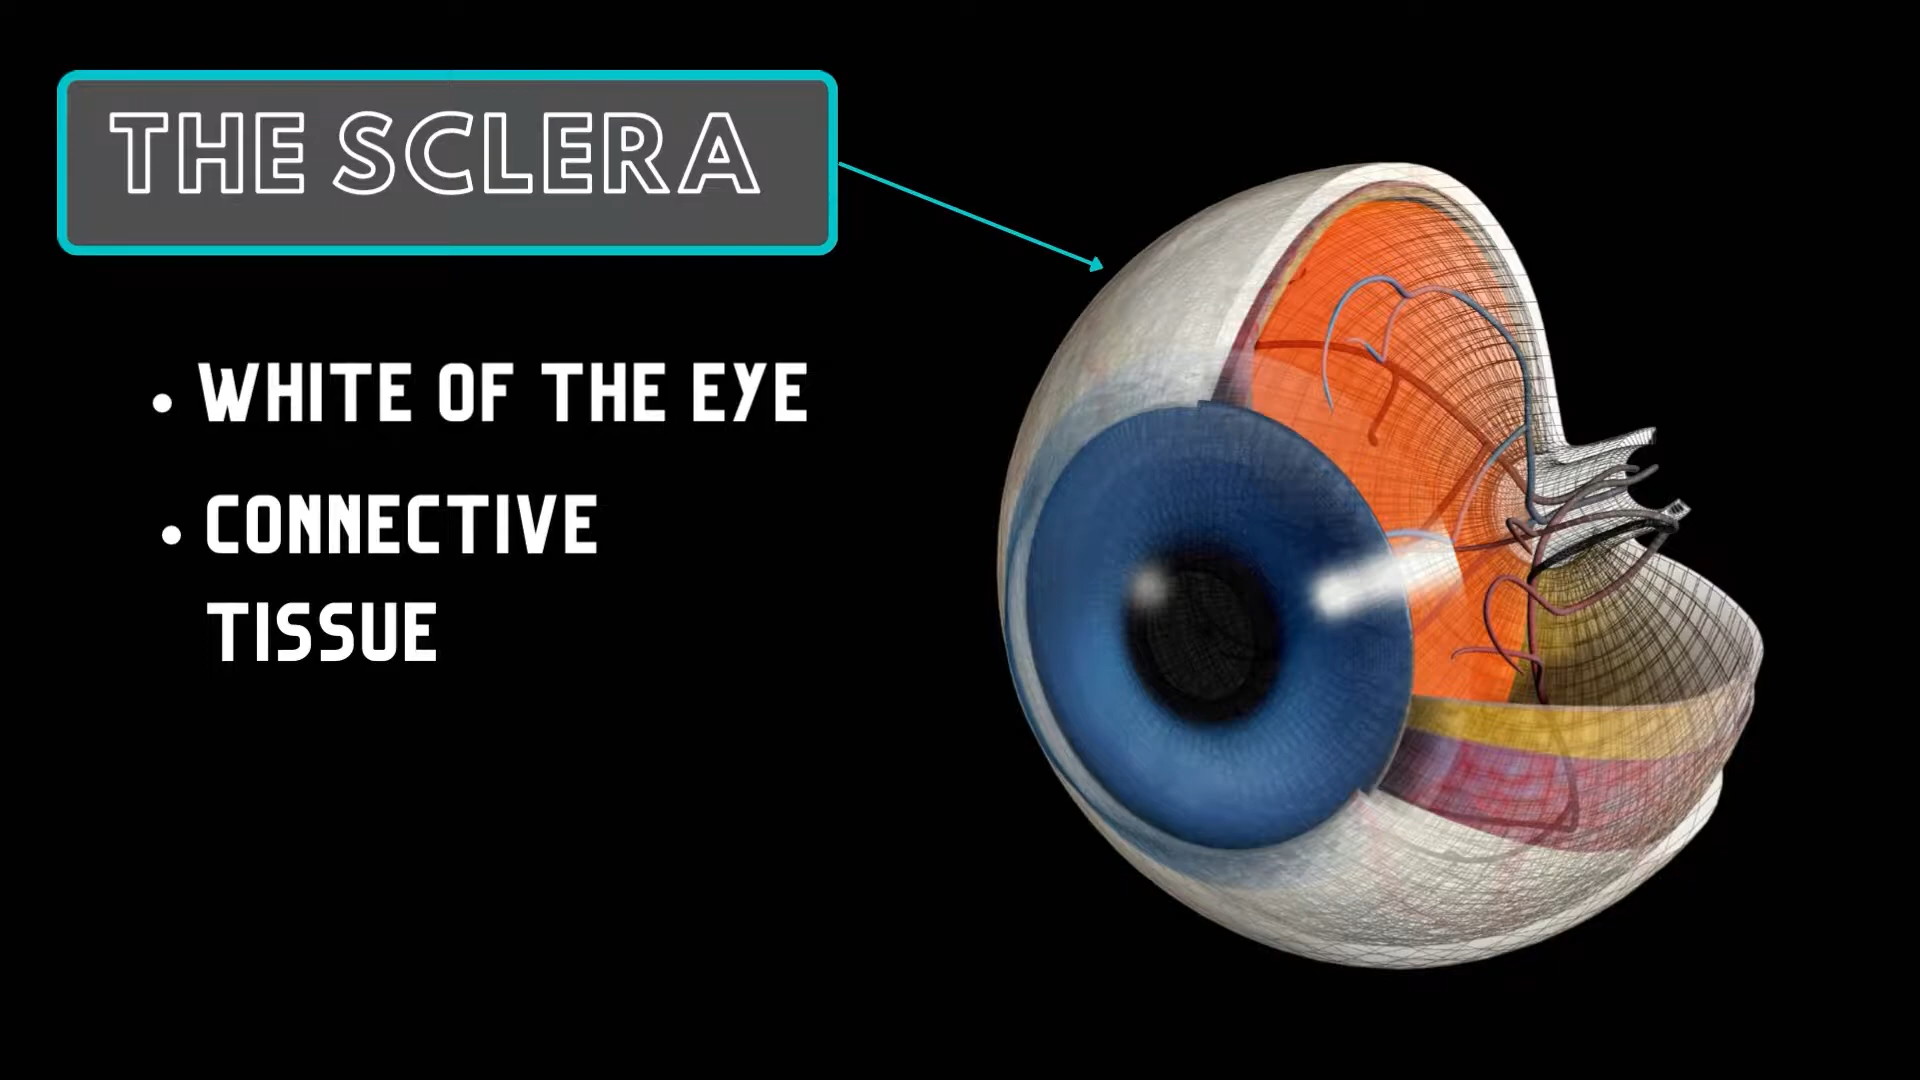 THE SCLERA
• WHITE OF THE EYE
• CONNECTIVE
TISSUE